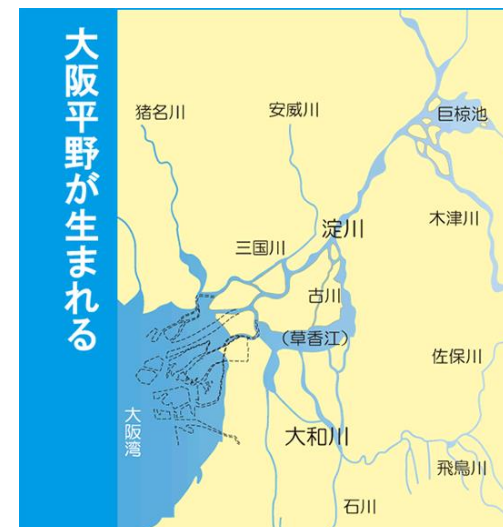 大阪平野が生まれる
猪名川
安威川
巨椋池
淀川
木津川
三国川
古川
（草香江）
佐保川
大阪湾
大和川
飛鳥川
石川